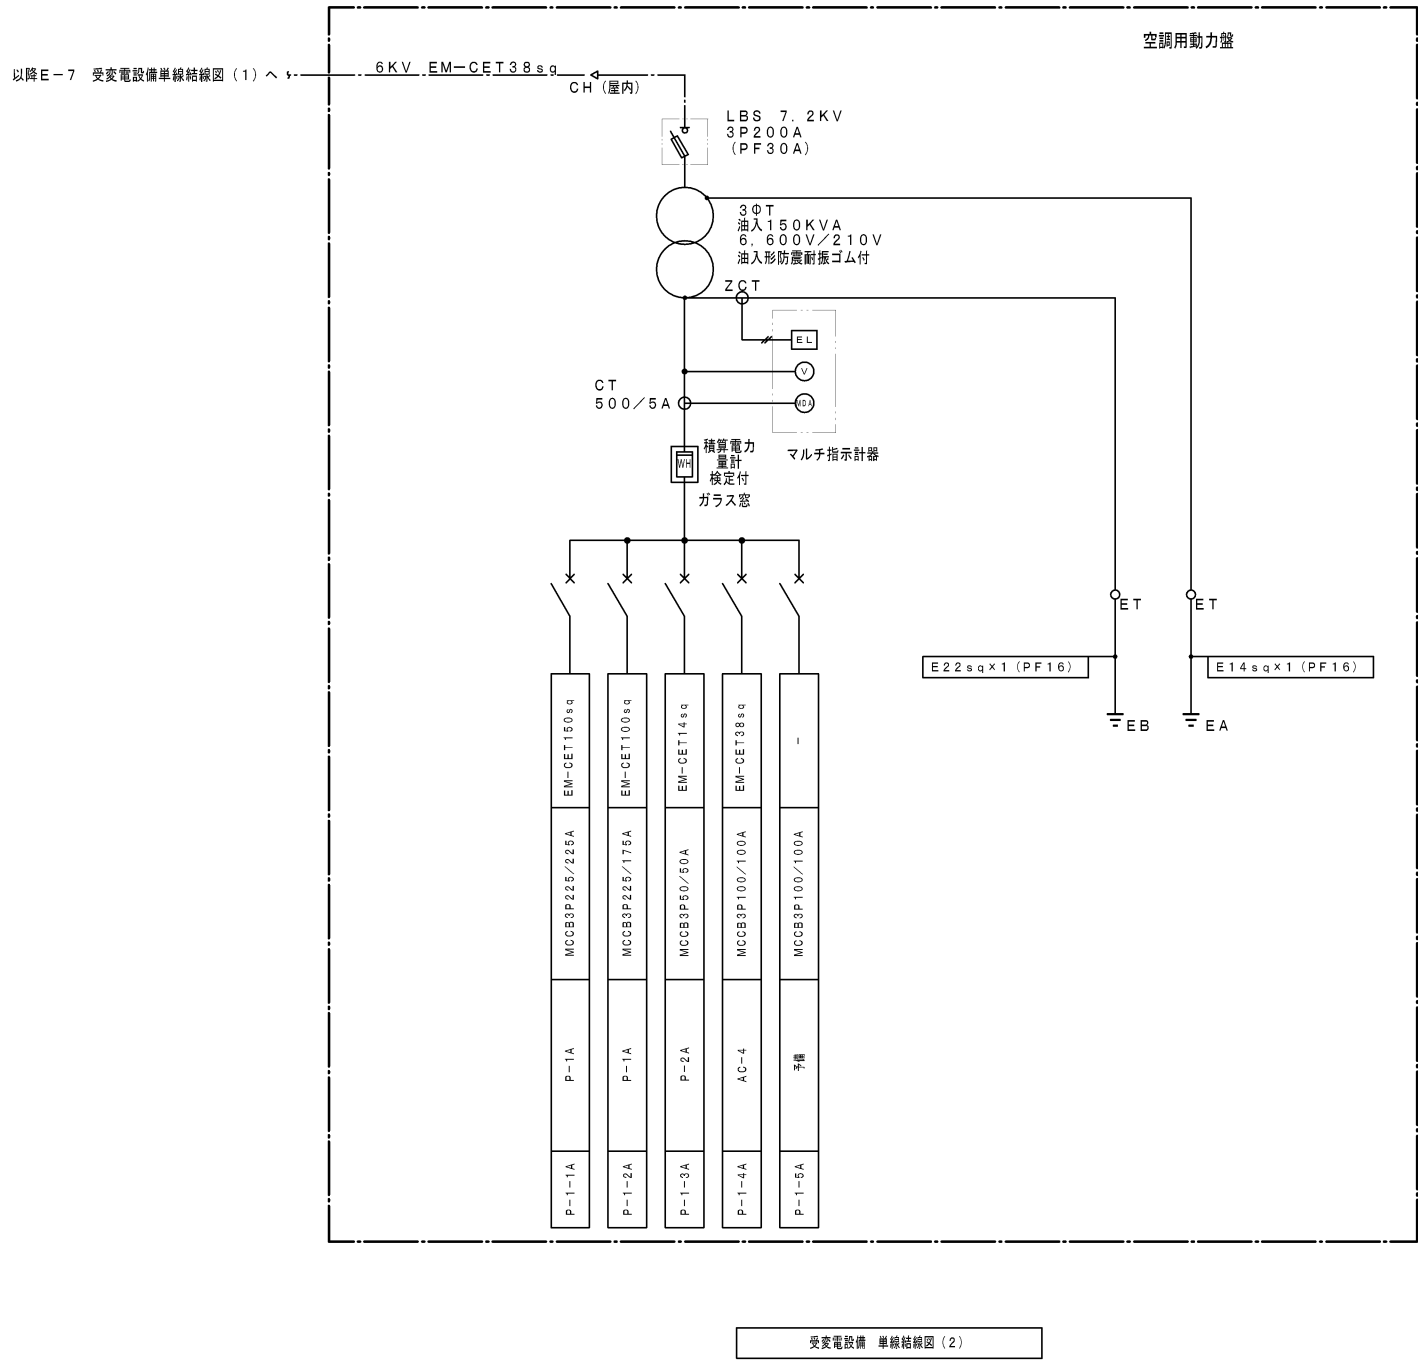 空調用動力盤
以降E－7　受変電設備単線結線図（1）へ
6KV　EM－CET38sq
CH（屋内）
LBS　7．2KV
3P200A
（PF30A）
3ΦT
油入150KVA
6，600V／210V
油入形防震耐振ゴム付
ZCT
EL
V
CT
500／5A
MDA
マルチ指示計器
積算電力
量計
検定付
WH
ガラス窓
ET
ET
E22sq×1（PF16）
E14sq×1（PF16）
EB
EA
EM－CET150sq
MCCB3P225／225A
P－1A
P－1－1A
EM－CET100sq
MCCB3P225／175A
P－1A
P－1－2A
EM－CET14sq
MCCB3P50／50A
P－2A
P－1－3A
EM－CET38sq
MCCB3P100／100A
AC－4
P－1－4A
－
MCCB3P100／100A
予備
P－1－5A
受変電設備　単線結線図（2）